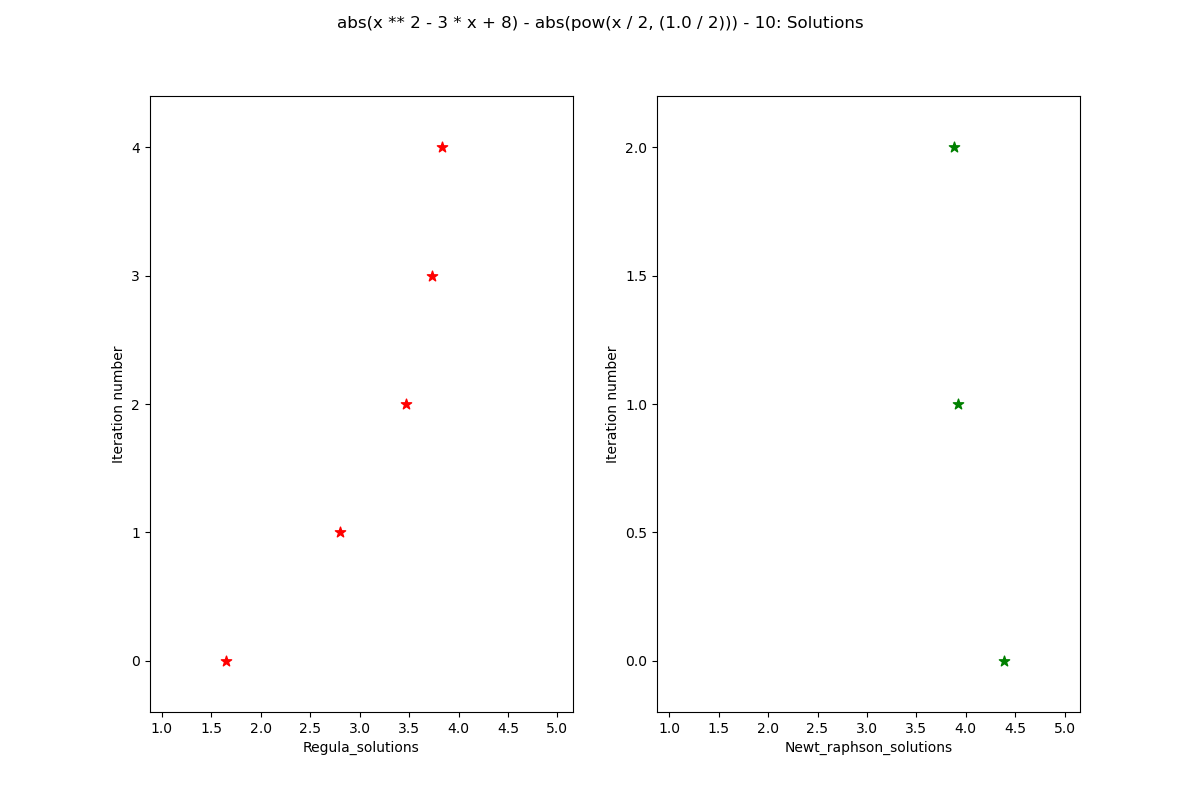 abs(x ** 2 - 3 * x + 8) - abs(pow(x / 2, (1.0 / 2))) - 10: Solutions
Iteration number
4
3
2
1
0
1.0 1.5 2.0 2.5 3.0 3.5 4.0 4.5 5.0
Regula_solutions
Iteration number
2.0
1.5
1.0
0.5
0.0
1.0 1.5 2.0 2.5 3.0 3.5 4.0 4.5 5.0
Newt_raphson_solutions